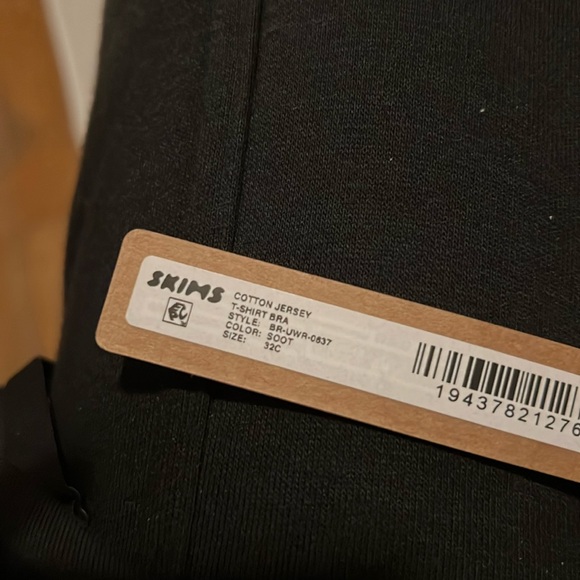 SKIMS
COTTON JERSEY
T-SHIRT BRA
STYLE: BR-UWR-0637
COLOR: SOOT
SIZE: 32C
19437821276